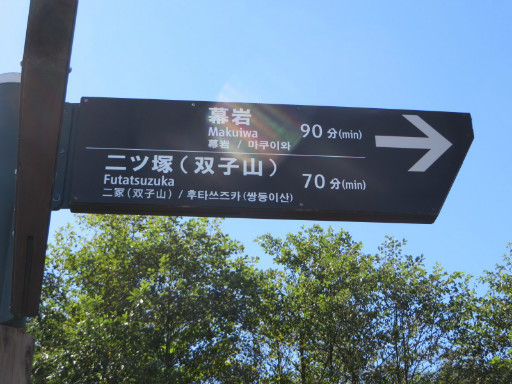 幕岩
Makuiwa
90 分(min)
幕岩 / 마쿠이와
二ツ塚(双子山)
Futatsuzuka
70 分(min)
二冢(双子山) / 후타쓰즈카(쌍둥이산)